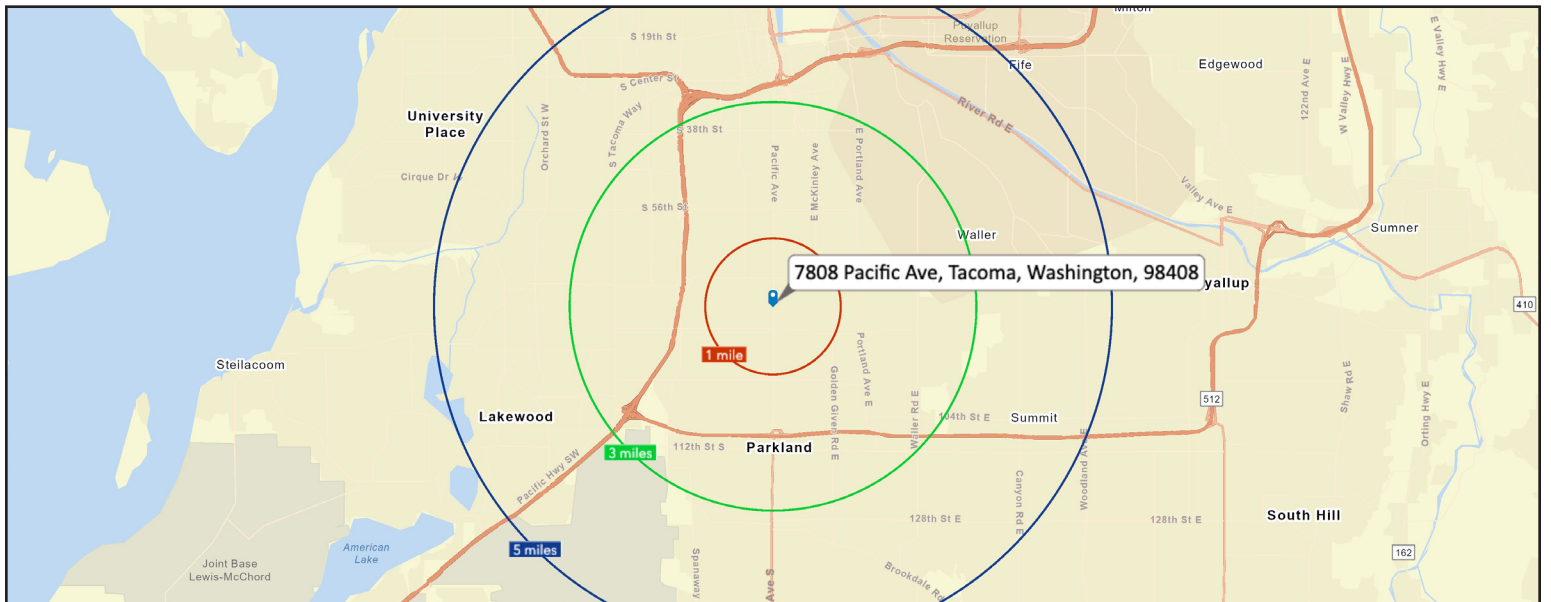 Milton
S 19th St
Puyallup
Reservation
E Valley Hwy E
Fife
Edgewood
S Center St
122nd Ave E
W Valley Hwy E
University
Place
Orchard St W
S Tacoma Way
S 38th St
River Rd E
Pacific Ave
E McKinley Ave
E Portland Ave
Cirque Dr
Valley Ave E
S 56th St
Waller
Sumner
7808 Pacific Ave, Tacoma, Washington, 98408
yallup
410
1 mile
Steilacoom
Portland Ave E
Golden Given Rd E
Waller Rd E
Shaw Rd E
Orting Hwy E
512
Lakewood
104th St E
Summit
3 miles
112th St S
Parkland
Pacific Hwy SW
Canyon Rd E
Woodland Ave E
128th St E
128th St E
South Hill
5 miles
American
Lake
162
Joint Base
Lewis-McChord
Spanaway
Ave S
Brookdale Rd